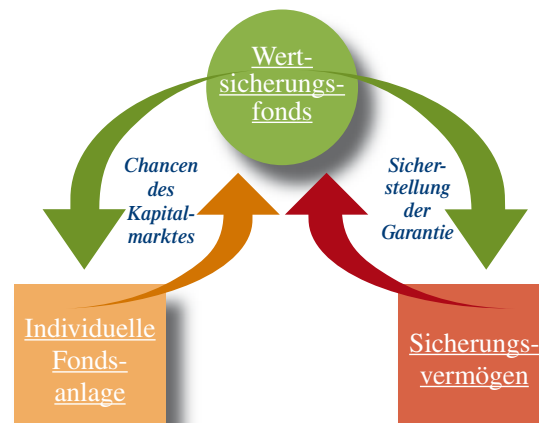 Wert-
sicherungs-
fonds
Chancen
des
Kapital-
marktes
Sicher-
stellung
der
Garantie
Individuelle
Fonds-
anlage
Sicherungs-
vermögen